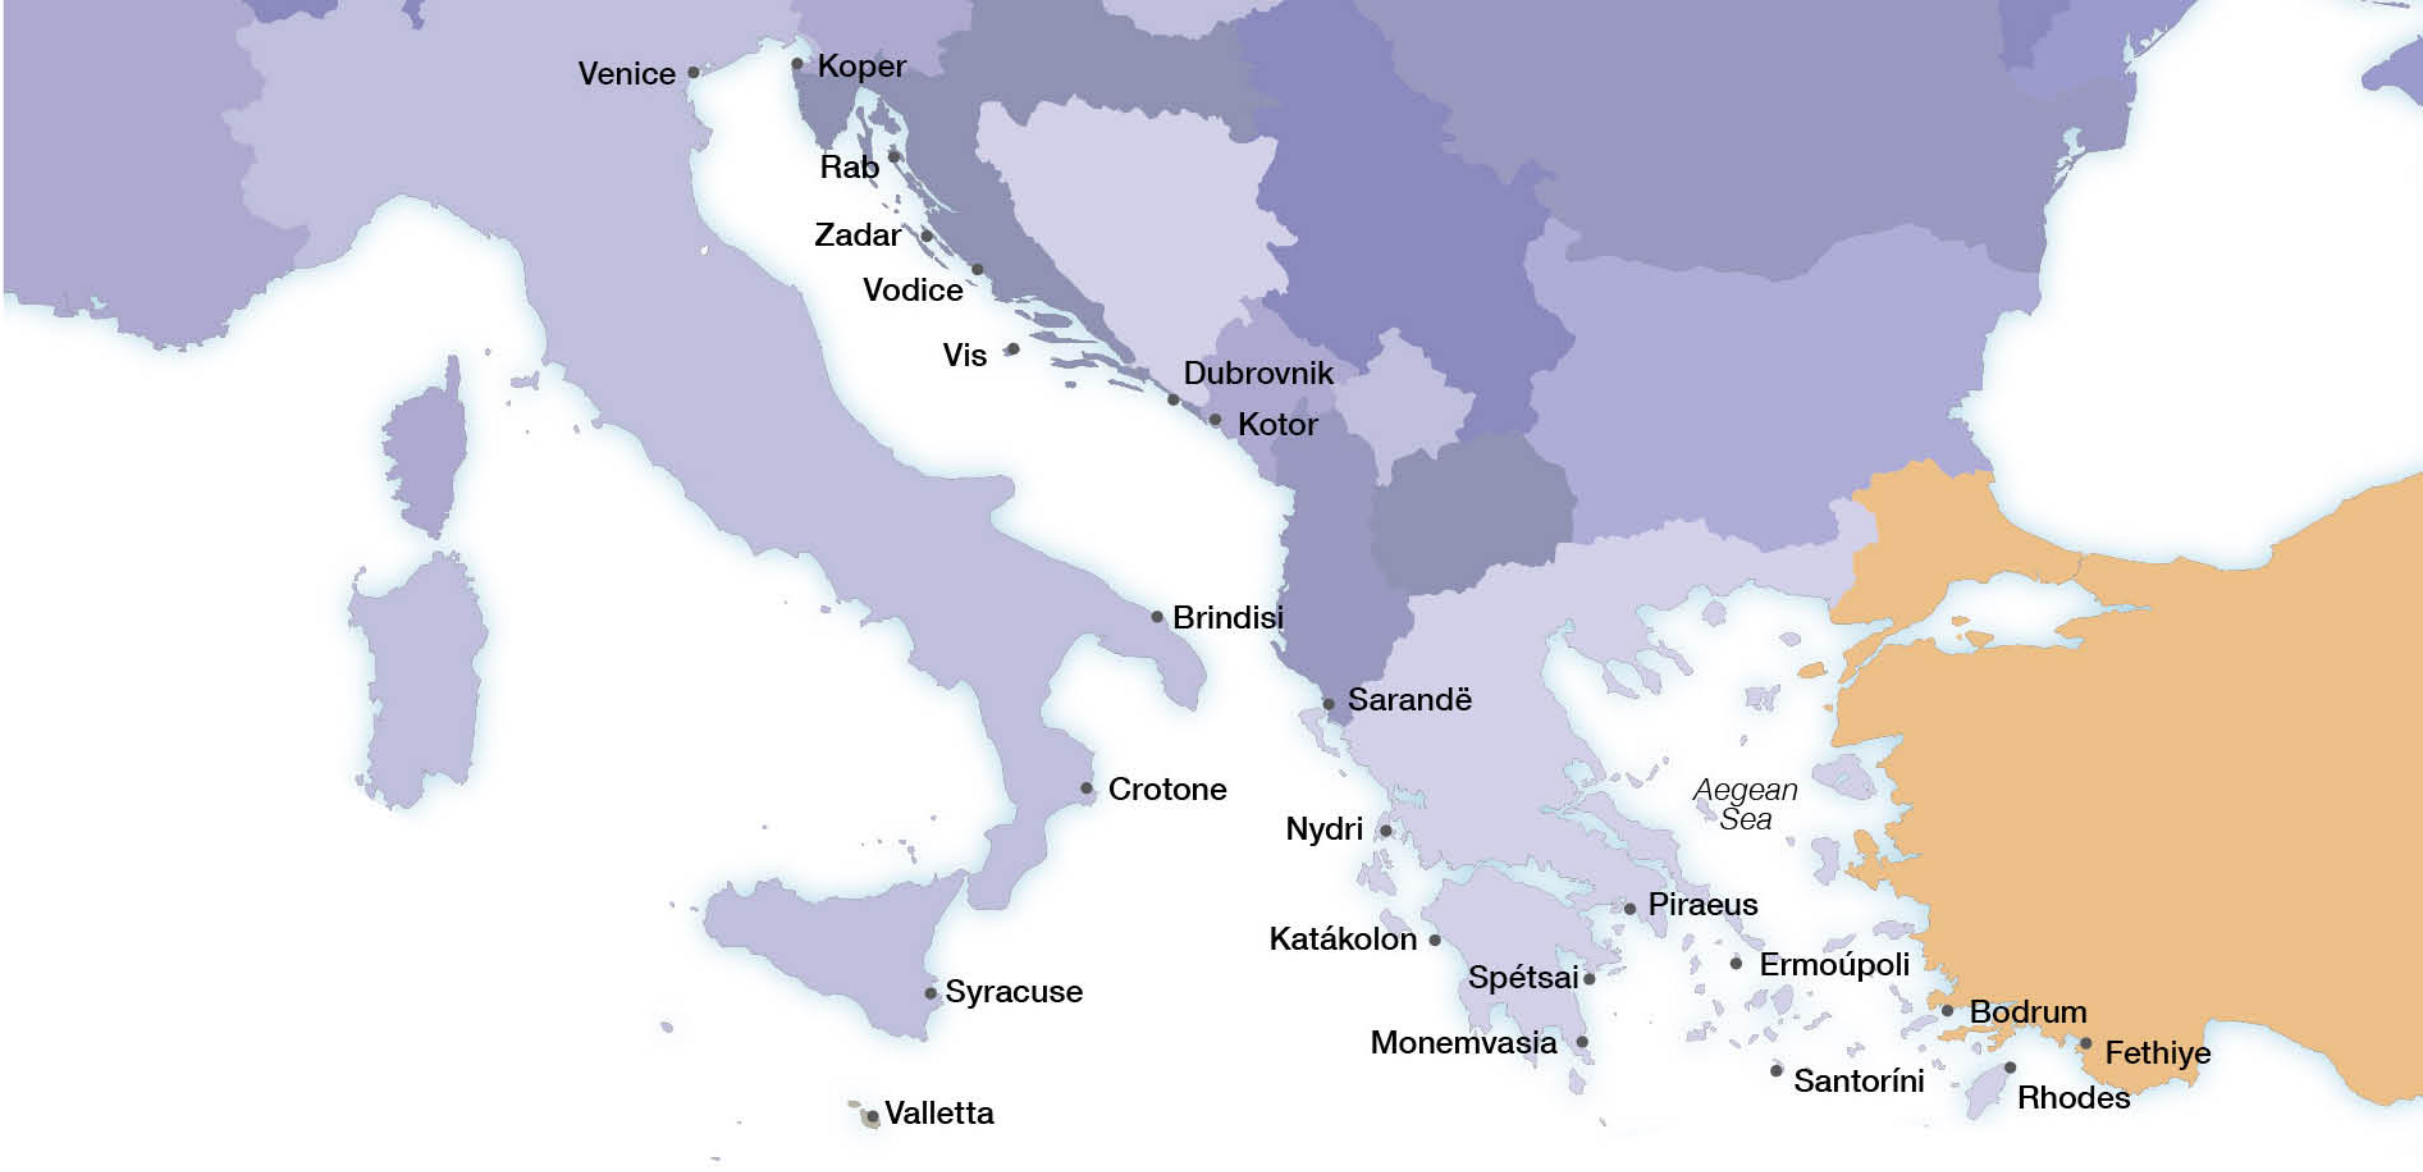 Venice
Koper
Rab
Zadar
Vodice
Vis
Dubrovnik
Kotor
Brindisi
Sarandë
Crotone
Aegean
Sea
Nydri
Piraeus
Katákolon
Ermoúpoli
Spétsai
Syracuse
Bodrum
Monemvasia
Fethiye
Santoríni
Rhodes
Valletta